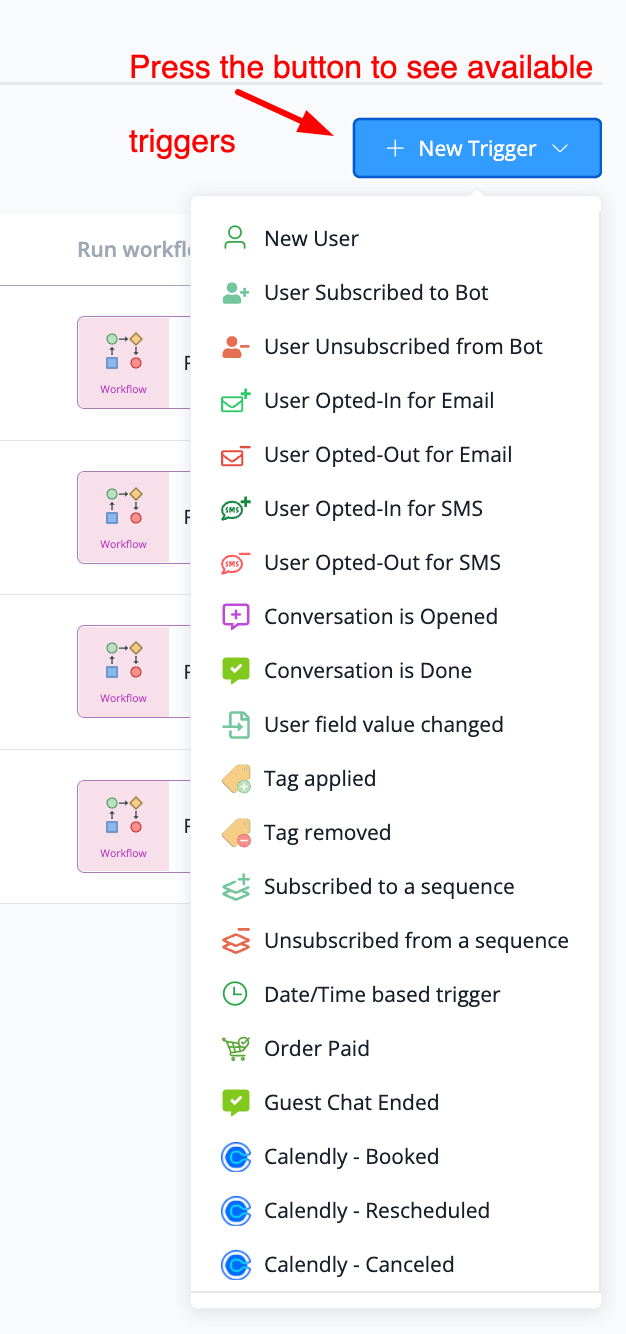 Press the button to see available
triggers
New Trigger
Run workfl
New User
Workflow
User Subscribed to Bot
User Unsubscribed from Bot
User Opted-In for Email
User Opted-Out for Email
Workflow
User Opted-In for SMS
SMS
User Opted-Out for SMS
SMS
Conversation is Opened
Conversation is Done
Workflow
User field value changed
Tag applied
Tag removed
Workflow
Subscribed to a sequence
Unsubscribed from a sequence
Date/Time based trigger
Order Paid
Guest Chat Ended
Calendly - Booked
Calendly - Rescheduled
Calendly - Canceled